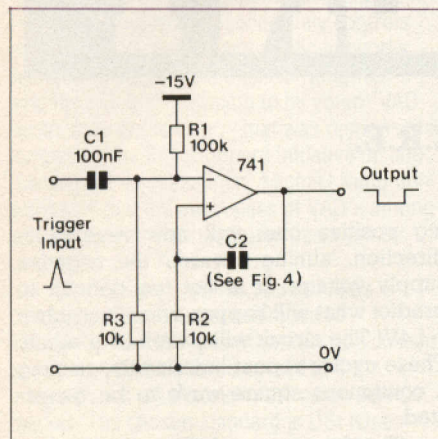 −15V
C1
100nF
R1
100k
741
−
+
Output
Trigger
Input
C2
(See Fig.4)
R3
10k
R2
10k
0V